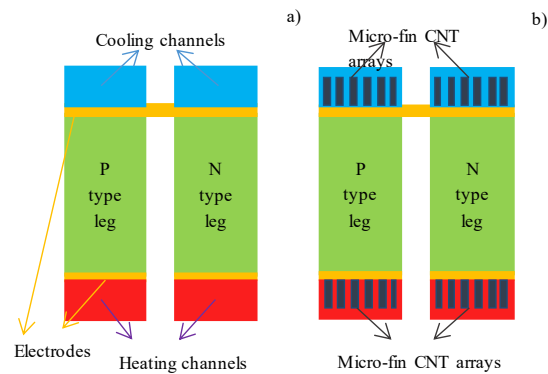 a)
Cooling channels
P
type
leg
N
type
leg
Electrodes
Heating channels
b)
Micro-fin CNT
arrays
P
type
leg
N
type
leg
Micro-fin CNT arrays